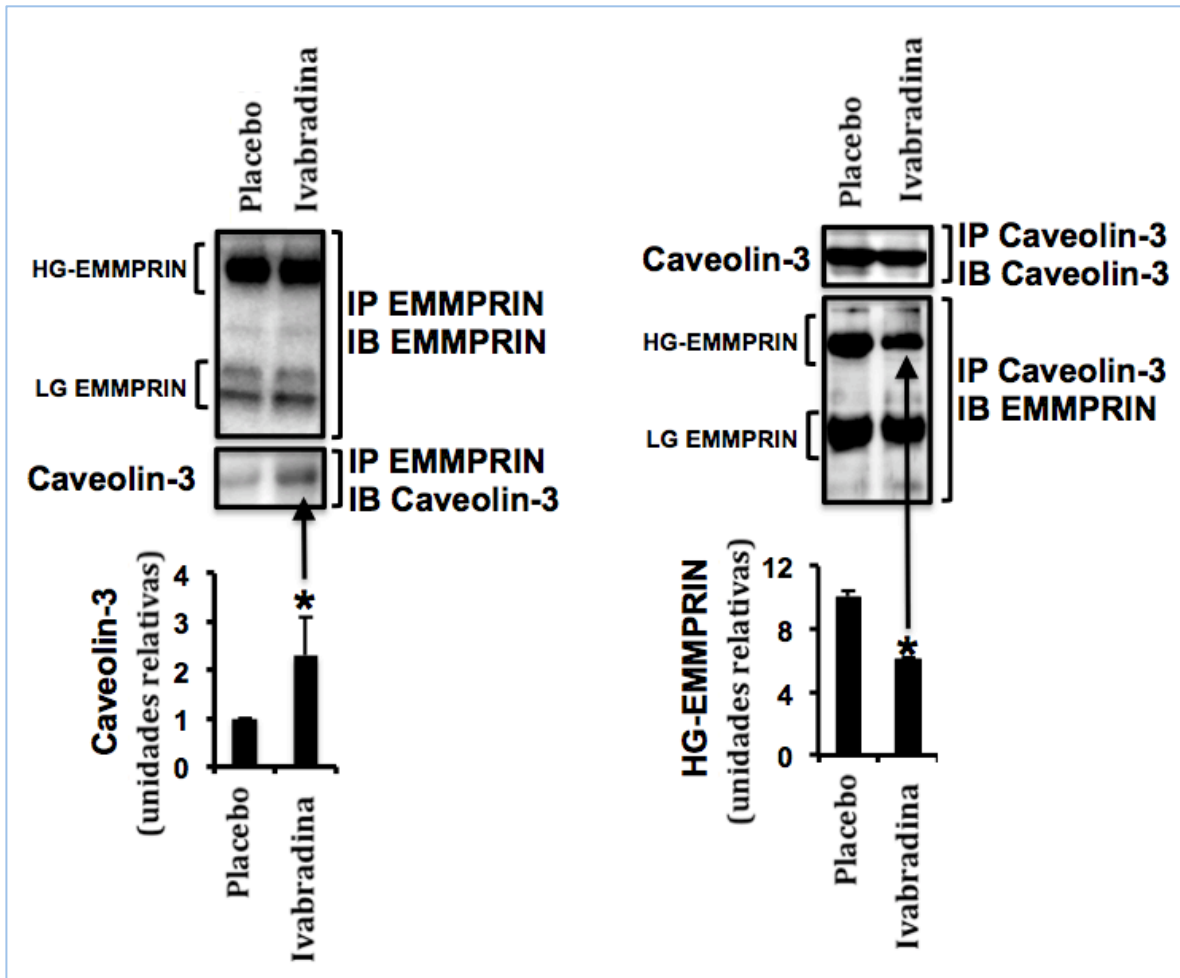 Placebo
Ivabradina
HG-EMMPRIN
LG EMMPRIN
IP EMMPRIN
IB EMMPRIN
Caveolin-3
IP EMMPRIN
IB Caveolin-3
Caveolin-3
(unidades relativas)
4
3
2
1
0
*
Placebo
Ivabradina
Placebo
Ivabradina
Caveolin-3
IP Caveolin-3
IB Caveolin-3
HG-EMMPRIN
LG EMMPRIN
IP Caveolin-3
IB EMMPRIN
HG-EMMPRIN
(unidades relativas)
12
8
4
0
*
Placebo
Ivabradina